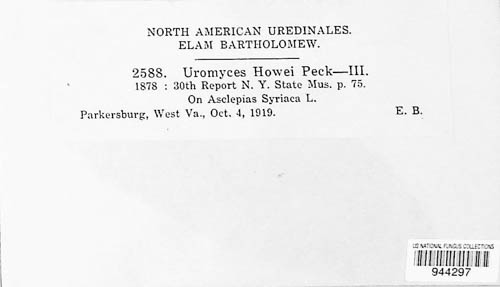 NORTH AMERICAN UREDINALES.
ELAM BARTHOLOMEW.
2588. Uromyces Howei Peck—III.
1878 : 30th Report N. Y. State Mus. p. 75.
On Asclepias Syriaca L.
Parkersburg, West Va., Oct. 4, 1919. E. B.
US NATIONAL FUNGUS COLLECTIONS
944297